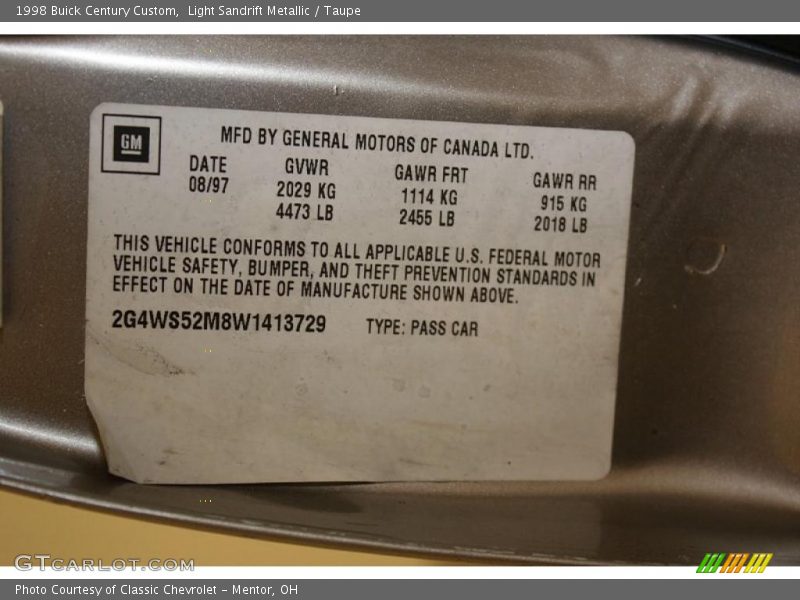 1998 Buick Century Custom,  Light Sandrift Metallic / Taupe
GM
MFD BY GENERAL MOTORS OF CANADA LTD.
DATE GVWR GAWR FRT GAWR RR
08/97 2029 KG 1114 KG 915 KG
4473 LB 2455 LB 2018 LB
THIS VEHICLE CONFORMS TO ALL APPLICABLE U.S. FEDERAL MOTOR
VEHICLE SAFETY, BUMPER, AND THEFT PREVENTION STANDARDS IN
EFFECT ON THE DATE OF MANUFACTURE SHOWN ABOVE.
2G4WS52M8W1413729 TYPE: PASS CAR
GTCARLOT.COM
Photo Courtesy of Classic Chevrolet - Mentor, OH